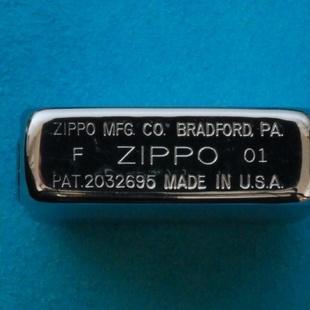 ZIPPO MFG. CO. BRADFORD, PA.
F ZIPPO 01
PAT.2032695 MADE IN U.S.A.